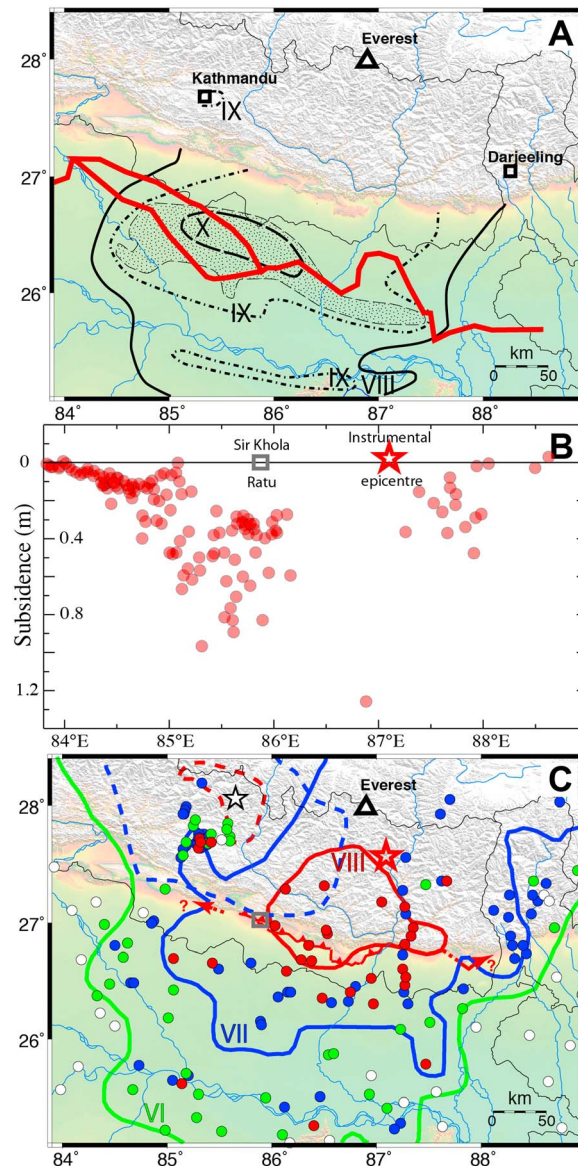 A
28°
Everest
Kathmandu
IX
Darjeeling
27°
X
26°
IX
IX
VIII
km
0 50
84° 85° 86° 87° 88°
B
0
Sir Khola
Ratu
Instrumental
epicentre
0.4
0.8
1.2
Subsidence (m)
84°E 85°E 86°E 87°E 88°E
C
28°
Everest
VIII
27°
?
?
VII
26°
VI
km
0 50
84° 85° 86° 87° 88°